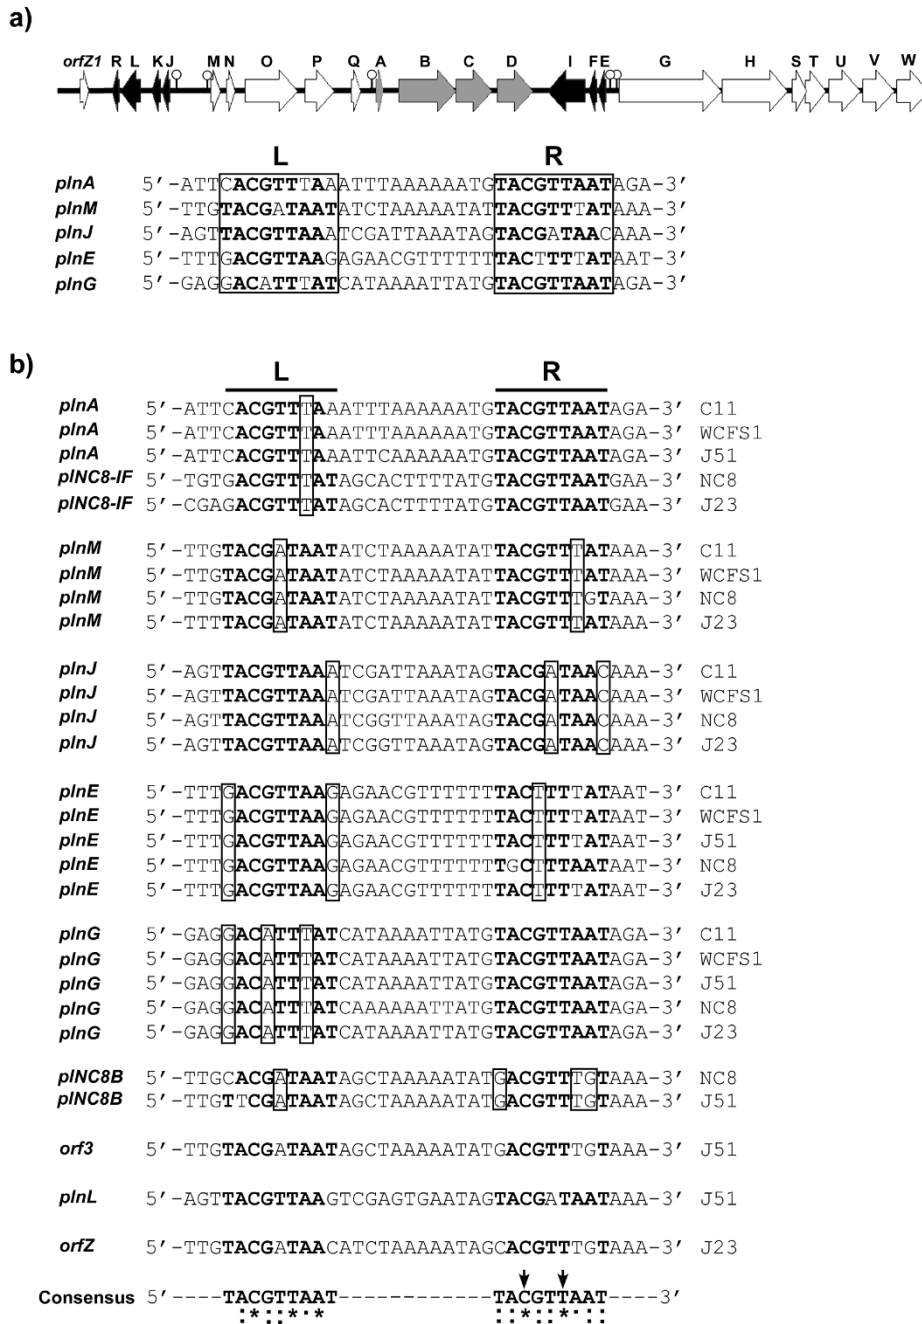 a)
orfZ1 R L K J M N O P Q A B C D I F E G H S T U V W
L R
plnA 5′-ATTCACGTTTAAATTTAAAAAATGTACGTTAATAGA-3′
plnM 5′-TTGTACGATAATATCTAAAAATATTACGTTTATAAA-3′
plnJ 5′-AGTTACGTTAAATCGATTAAATAGTACGATAACAAA-3′
plnE 5′-TTTGACGTTAAGAGAACGTTTTTTTACTTTTATAAT-3′
plnG 5′-GAGGACATTTATCATAAAATTATGTACGTTAATAGA-3′
b)
L R
plnA 5′-ATTCACGTTTAAATTTAAAAAATGTACGTTAATAGA-3′ C11
plnA 5′-ATTCACGTTTAAATTTAAAAAATGTACGTTAATAGA-3′ WCFS1
plnA 5′-ATTCACGTTTAAATTCAAAAAATGTACGTTAATAGA-3′ J51
plNC8-IF 5′-TGTGACGTTTATAGCACTTTTATGTACGTTAATGAA-3′ NC8
plNC8-IF 5′-CGAGACGTTTATAGCACTTTTATGTACGTTAATGAA-3′ J23
plnM 5′-TTGTACGATAATATCTAAAAATATTACGTTTATAAA-3′ C11
plnM 5′-TTGTACGATAATATCTAAAAATATTACGTTTATAAA-3′ WCFS1
plnM 5′-TTGTACGATAATATCTAAAAATATTACGTTTGTAAA-3′ NC8
plnM 5′-TTTTACGATAATATCTAAAAATATTACGTTTATAAA-3′ J23
plnJ 5′-AGTTACGTTAAATCGATTAAATAGTACGATAACAAA-3′ C11
plnJ 5′-AGTTACGTTAAATCGATTAAATAGTACGATAACAAA-3′ WCFS1
plnJ 5′-AGTTACGTTAAATCGGTTAAATAGTACGATAACAAA-3′ NC8
plnJ 5′-AGTTACGTTAAATCGGTTAAATAGTACGATAACAAA-3′ J23
plnE 5′-TTTGACGTTAAGAGAACGTTTTTTTACTTTTATAAT-3′ C11
plnE 5′-TTTGACGTTAAGAGAACGTTTTTTTACTTTTATAAT-3′ WCFS1
plnE 5′-TTTGACGTTAAGAGAACGTTTTTTTACTTTTATAAT-3′ J51
plnE 5′-TTTGACGTTAAGAGAACGTTTTTTTGCTTTAATAAT-3′ NC8
plnE 5′-TTTGACGTTAAGAGAACGTTTTTTTACTTTTATAAT-3′ J23
plnG 5′-GAGGACATTTATCATAAAATTATGTACGTTAATAGA-3′ C11
plnG 5′-GAGGACATTTATCATAAAATTATGTACGTTAATAGA-3′ WCFS1
plnG 5′-GAGGACATTTATCATAAAATTATGTACGTTAATAGA-3′ J51
plnG 5′-GAGGACATTTATCAAAAAATTATGTACGTTAATAGA-3′ NC8
plnG 5′-GAGGACATTTATCATAAAATTATGTACGTTAATAGA-3′ J23
plNC8B 5′-TTGCACGATAATAGCTAAAAATATGACGTTTGTAAA-3′ NC8
plNC8B 5′-TTGTTCGATAATAGCTAAAAATATGACGTTTGTAAA-3′ J51
orf3 5′-TTGTACGATAATAGCTAAAAATATGACGTTTGTAAA-3′ J51
plnL 5′-AGTTACGTTAAGTCGAGTGAATAGTACGATAATAAA-3′ J51
orfZ 5′-TTGTACGATAACATCTAAAAATAGCACGTTTGTAAA-3′ J23
Consensus 5′----TACGTTAAT------------TACGTTAAT----3′
:*::*·* ::*::*·::